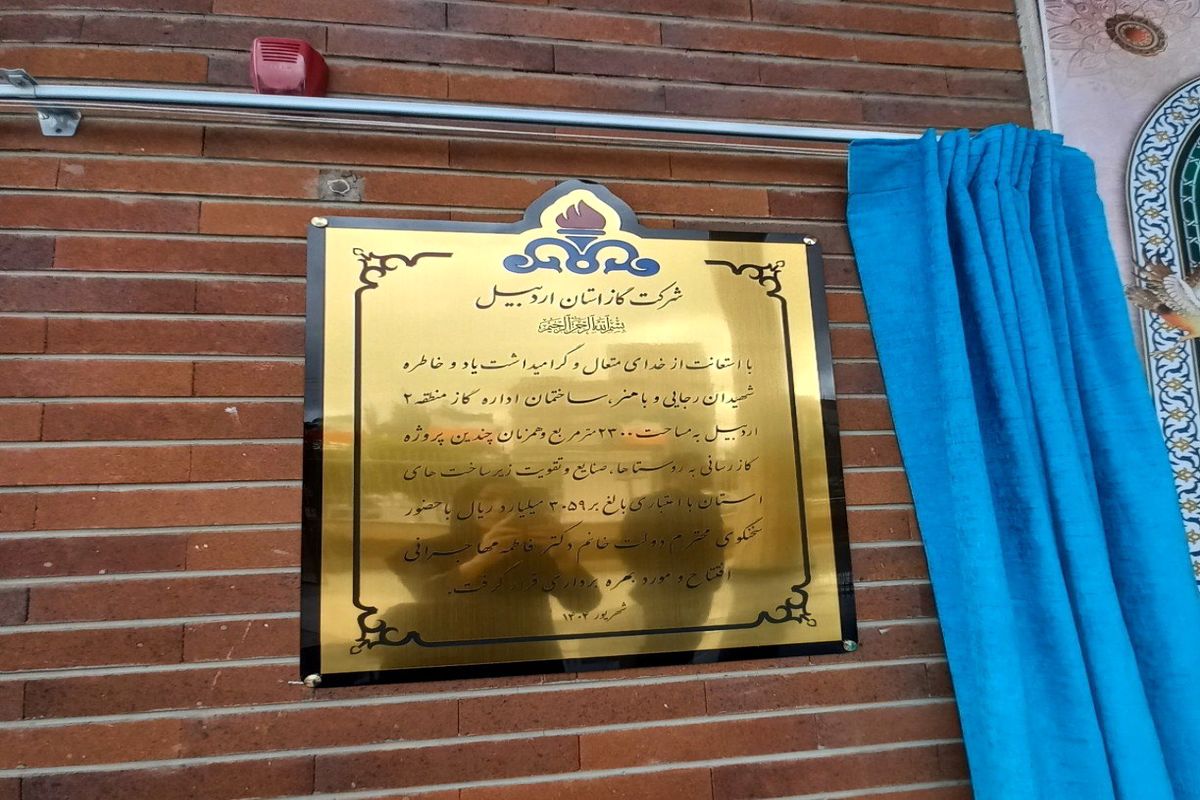 شرکت گاز استان اردبیل
بسم الله الرحمن الرحیم
با استعانت از خدای متعال و گرامیداشت یاد و خاطره
شهیدان رجایی و باهنر، ساختمان اداره گاز منطقه ۲
اردبیل به مساحت ۲۳۰۰ مترمربع و همزمان چندین پروژه
گازرسانی به روستاها، صنایع و تقویت زیرساخت های
استان با اعتباری بالغ بر ۳۰۵۹ میلیارد ریال با حضور
سخنگوی محترم دولت خانم دکتر فاطمه مهاجرانی
افتتاح و مورد بهره برداری قرار گرفت.
شهریور ۱۴۰۴